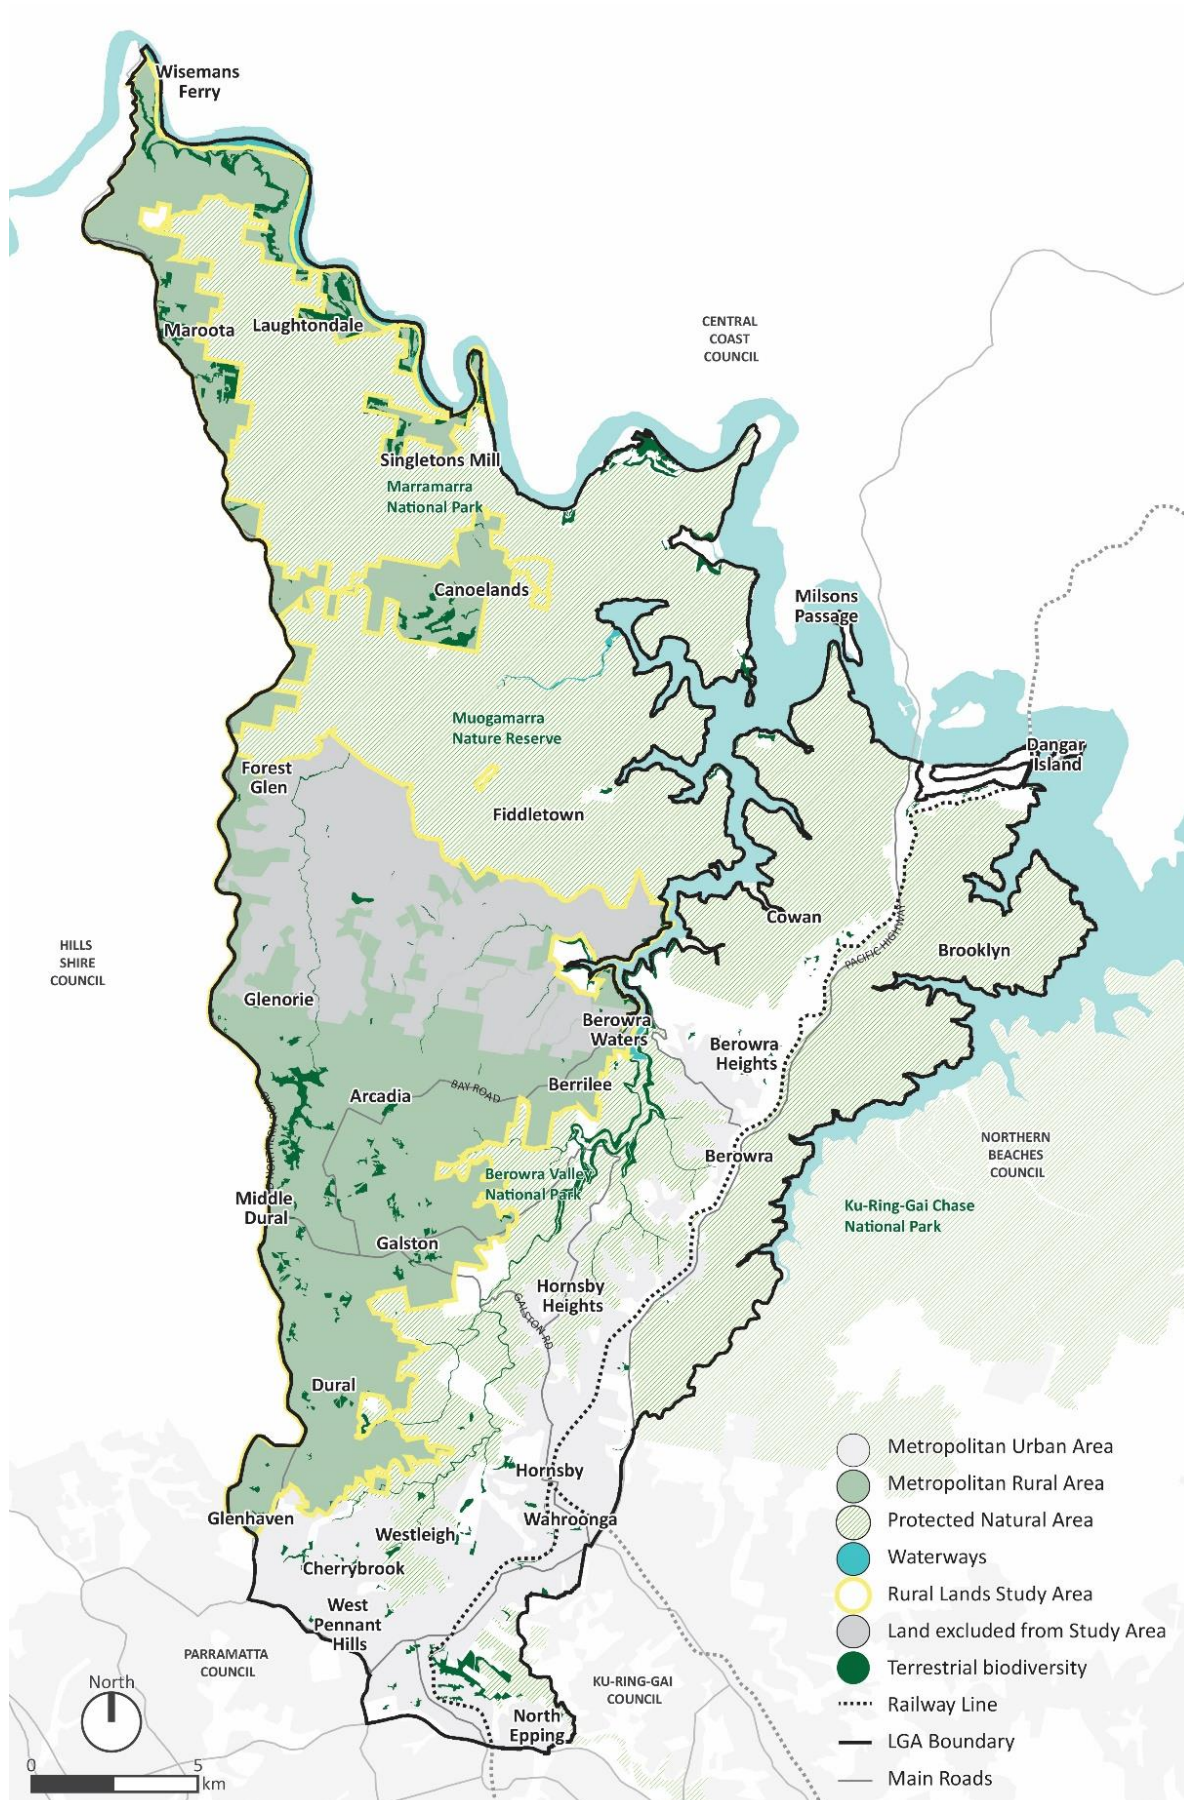 Wisemans
Ferry
Maroota
Laughtondale
CENTRAL
COAST
COUNCIL
Singletons Mill
Marramarra
National Park
Canoelands
Milsons
Passage
Muogamarra
Nature Reserve
Dangar
Island
Forest
Glen
Fiddletown
Cowan
HILLS
SHIRE
COUNCIL
PACIFIC HIGHWAY
Brooklyn
Glenorie
Berowra
Waters
Berowra
Heights
Berrilee
BAY ROAD
Arcadia
NORTHERN
BEACHES
COUNCIL
Berowra
Berowra Valley
National Park
Middle
Dural
Ku-Ring-Gai Chase
National Park
Galston
Hornsby
Heights
GALSTON RD
Dural
Hornsby
Glenhaven
Wahroonga
Westleigh
Cherrybrook
West
Pennant
Hills
PARRAMATTA
COUNCIL
KU-RING-GAI
COUNCIL
North
Epping
North
0 5
km
Metropolitan Urban Area
Metropolitan Rural Area
Protected Natural Area
Waterways
Rural Lands Study Area
Land excluded from Study Area
Terrestrial biodiversity
Railway Line
LGA Boundary
Main Roads